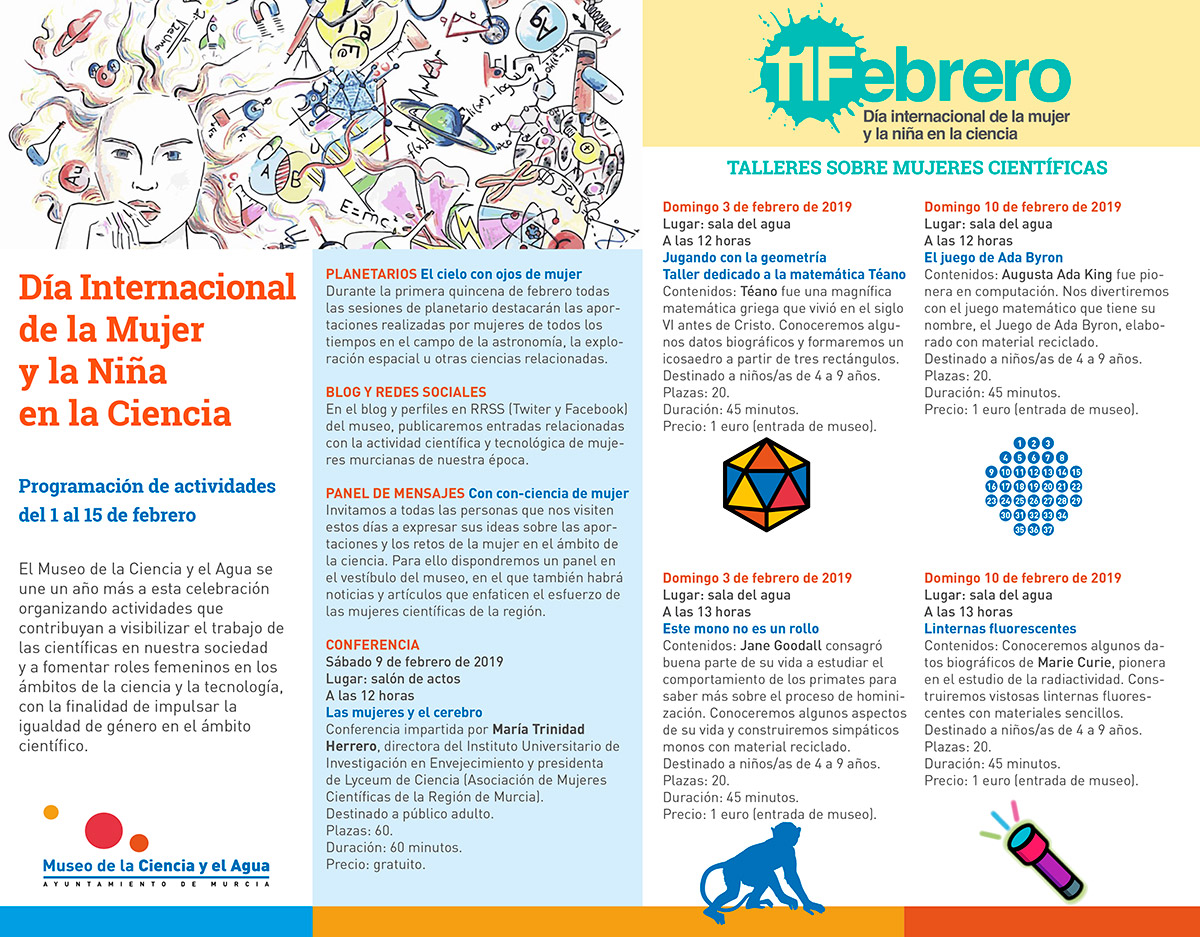 Día Internacional
de la Mujer
y la Niña
en la Ciencia
Programación de actividades
del 1 al 15 de febrero
El Museo de la Ciencia y el Agua se
une un año más a esta celebración
organizando actividades que
contribuyan a visibilizar el trabajo de
las científicas en nuestra sociedad
y a fomentar roles femeninos en los
ámbitos de la ciencia y la tecnología,
con la finalidad de impulsar la
igualdad de género en el ámbito
científico.
Museo de la Ciencia y el Agua
AYUNTAMIENTO DE MURCIA
Au
Ag
Fe
A
B
E=mc²
PLANETARIOS El cielo con ojos de mujer
Durante la primera quincena de febrero todas
las sesiones de planetario destacarán las apor-
taciones realizadas por mujeres de todos los
tiempos en el campo de la astronomía, la explo-
ración espacial u otras ciencias relacionadas.
BLOG Y REDES SOCIALES
En el blog y perfiles en RRSS (Twiter y Facebook)
del museo, publicaremos entradas relacionadas
con la actividad científica y tecnológica de muje-
res murcianas de nuestra época.
PANEL DE MENSAJES Con con-ciencia de mujer
Invitamos a todas las personas que nos visiten
estos días a expresar sus ideas sobre las apor-
taciones y los retos de la mujer en el ámbito de
la ciencia. Para ello dispondremos un panel en
el vestíbulo del museo, en el que también habrá
noticias y artículos que enfaticen el esfuerzo de
las mujeres científicas de la región.
CONFERENCIA
Sábado 9 de febrero de 2019
Lugar: salón de actos
A las 12 horas
Las mujeres y el cerebro
Conferencia impartida por María Trinidad
Herrero, directora del Instituto Universitario de
Investigación en Envejecimiento y presidenta
de Lyceum de Ciencia (Asociación de Mujeres
Científicas de la Región de Murcia).
Destinado a público adulto.
Plazas: 60.
Duración: 60 minutos.
Precio: gratuito.
11Febrero
Día internacional de la mujer
y la niña en la ciencia
TALLERES SOBRE MUJERES CIENTÍFICAS
Domingo 3 de febrero de 2019
Lugar: sala del agua
A las 12 horas
Jugando con la geometría
Taller dedicado a la matemática Téano
Contenidos: Téano fue una magnífica
matemática griega que vivió en el siglo
VI antes de Cristo. Conoceremos algu-
nos datos biográficos y formaremos un
icosaedro a partir de tres rectángulos.
Destinado a niños/as de 4 a 9 años.
Plazas: 20.
Duración: 45 minutos.
Precio: 1 euro (entrada de museo).
Domingo 3 de febrero de 2019
Lugar: sala del agua
A las 13 horas
Este mono no es un rollo
Contenidos: Jane Goodall consagró
buena parte de su vida a estudiar el
comportamiento de los primates para
saber más sobre el proceso de homini-
zación. Conoceremos algunos aspectos
de su vida y construiremos simpáticos
monos con material reciclado.
Destinado a niños/as de 4 a 9 años.
Plazas: 20.
Duración: 45 minutos.
Precio: 1 euro (entrada de museo).
Domingo 10 de febrero de 2019
Lugar: sala del agua
A las 12 horas
El juego de Ada Byron
Contenidos: Augusta Ada King fue pio-
nera en computación. Nos divertiremos
con el juego matemático que tiene su
nombre, el Juego de Ada Byron, elabo-
rado con material reciclado.
Destinado a niños/as de 4 a 9 años.
Plazas: 20.
Duración: 45 minutos.
Precio: 1 euro (entrada de museo).
1 2 3
4 5 6 7 8
9 10 11 12 13 14 15
16 17 18 19 20 21 22
23 24 25 26 27 28 29
30 31 32 33 34
35 36 37
Domingo 10 de febrero de 2019
Lugar: sala del agua
A las 13 horas
Linternas fluorescentes
Contenidos: Conoceremos algunos da-
tos biográficos de Marie Curie, pionera
en el estudio de la radiactividad. Cons-
truiremos vistosas linternas fluores-
centes con materiales sencillos.
Destinado a niños/as de 4 a 9 años.
Plazas: 20.
Duración: 45 minutos.
Precio: 1 euro (entrada de museo).